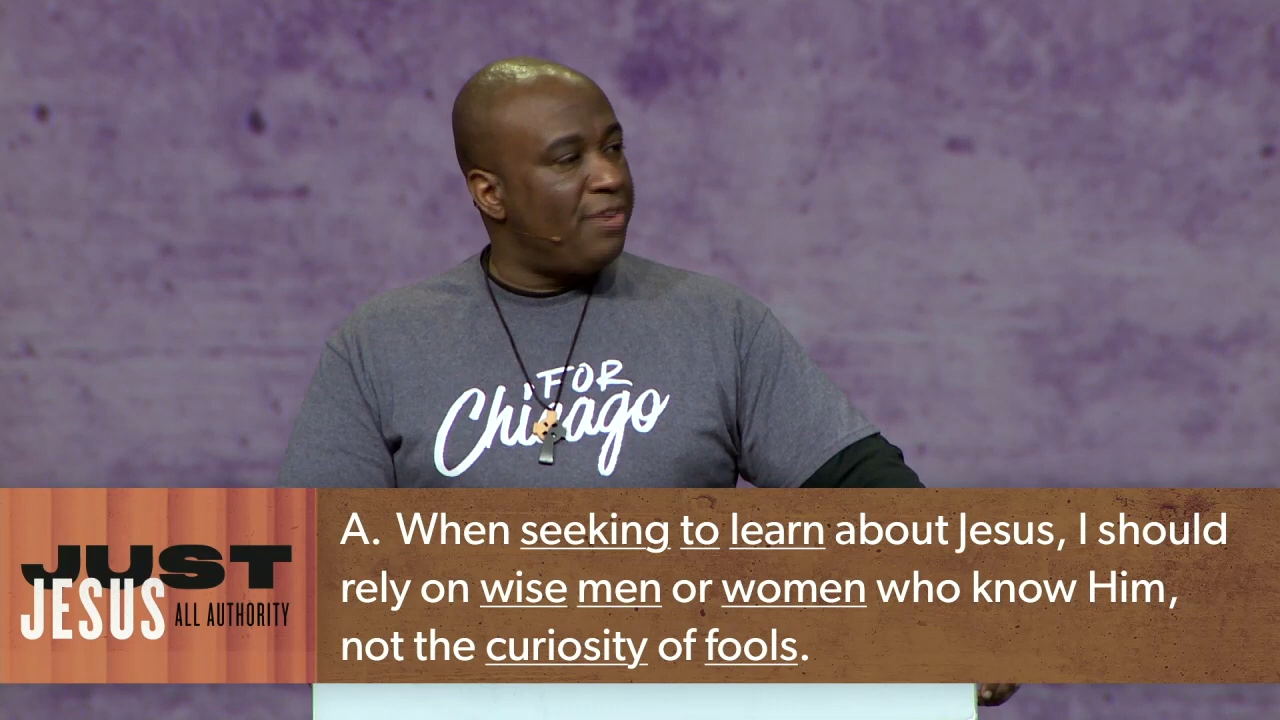 FOR
Chicago
JUST
JESUS ALL AUTHORITY
A. When seeking to learn about Jesus, I should
rely on wise men or women who know Him,
not the curiosity of fools.